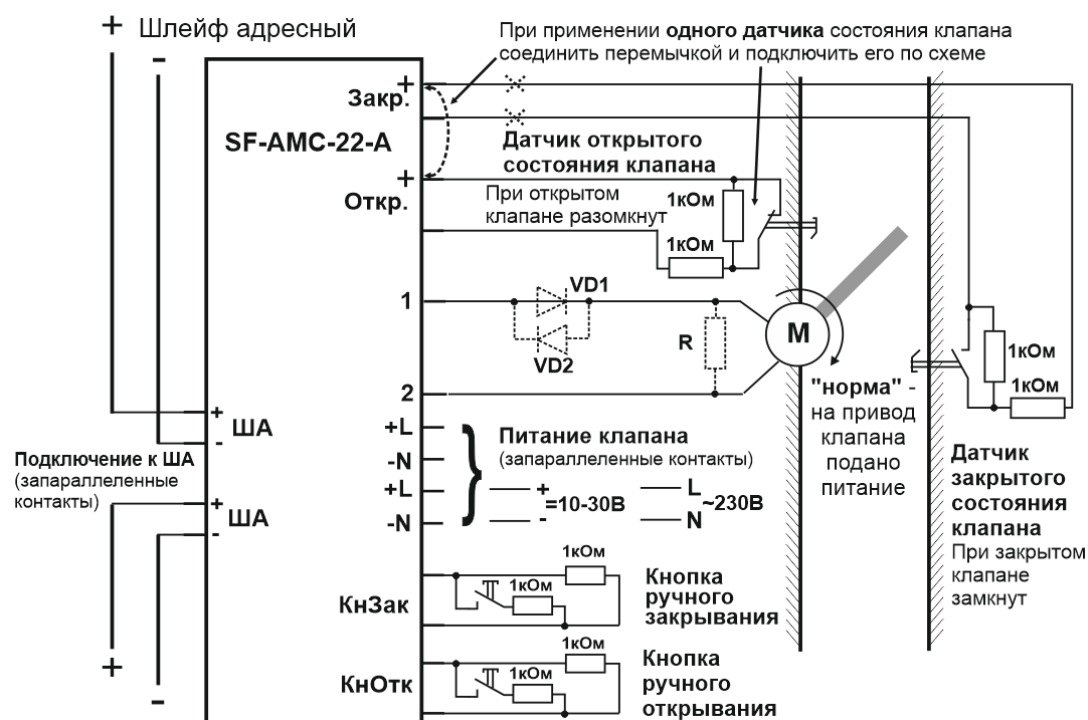 + Шлейф адресный
-
При применении одного датчика состояния клапана
соединить перемычкой и подключить его по схеме
+
Закр.
SF-AMC-22-A
Датчик открытого
состояния клапана
+
Откр.
При открытом
клапане разомкнут
1кОм
1кОм
1
VD1
VD2
R
M
2
"норма" -
на привод
клапана
подано
питание
1кОм
1кОм
+
ША
-
Подключение к ША
(запараллеленные
контакты)
+
ША
-
+L
-N
+L
-N
Питание клапана
(запараллеленные контакты)
+
=10-30В
-
L
~230В
N
Датчик
закрытого
состояния
клапана
При закрытом
клапане
замкнут
КнЗак
1кОм
1кОм
Кнопка
ручного
закрывания
КнОтк
1кОм
1кОм
Кнопка
ручного
открывания
+
-